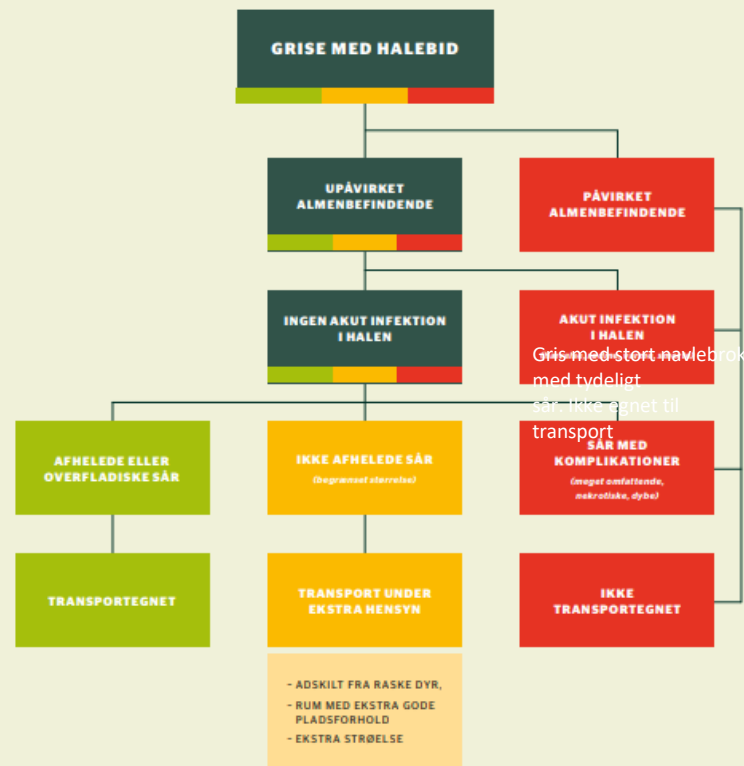 GRISE MED HALEBID
UPÅVIRKET
ALMENBEFINDENDE
PÅVIRKET
ALMENBEFINDENDE
INGEN AKUT INFEKTION
I HALEN
AKUT INFEKTION
I HALEN
Gris med stort navlebrok
med tydeligt
sår. Ikke egnet til
transport
AFHELEDE ELLER
OVERFLADISKE SÅR
IKKE AFHELEDE SÅR
(begrænset størrelse)
SÅR MED
KOMPLIKATIONER
(meget omfattende,
nekrotiske, dybe)
TRANSPORTEGNET
TRANSPORT UNDER
EKSTRA HENSYN
IKKE
TRANSPORTEGNET
- ADSKILT FRA RASKE DYR,
- RUM MED EKSTRA GODE
PLADSFORHOLD
- EKSTRA STRØELSE